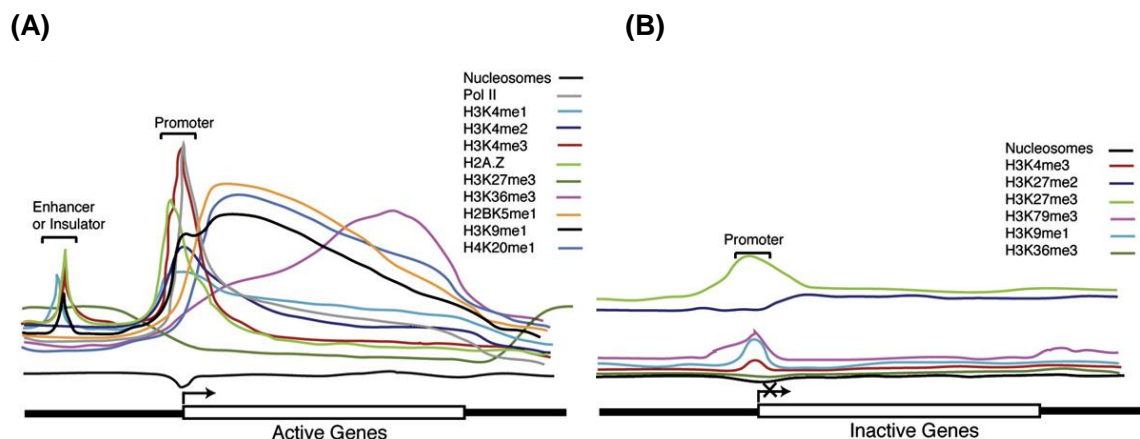 (A)
Nucleosomes
Pol II
H3K4me1
H3K4me2
H3K4me3
H2A.Z
H3K27me3
H3K36me3
H2BK5me1
H3K9me1
H4K20me1
Promoter
Enhancer
or Insulator
Active Genes
(B)
Nucleosomes
H3K4me3
H3K27me2
H3K27me3
H3K79me3
H3K9me1
H3K36me3
Promoter
Inactive Genes